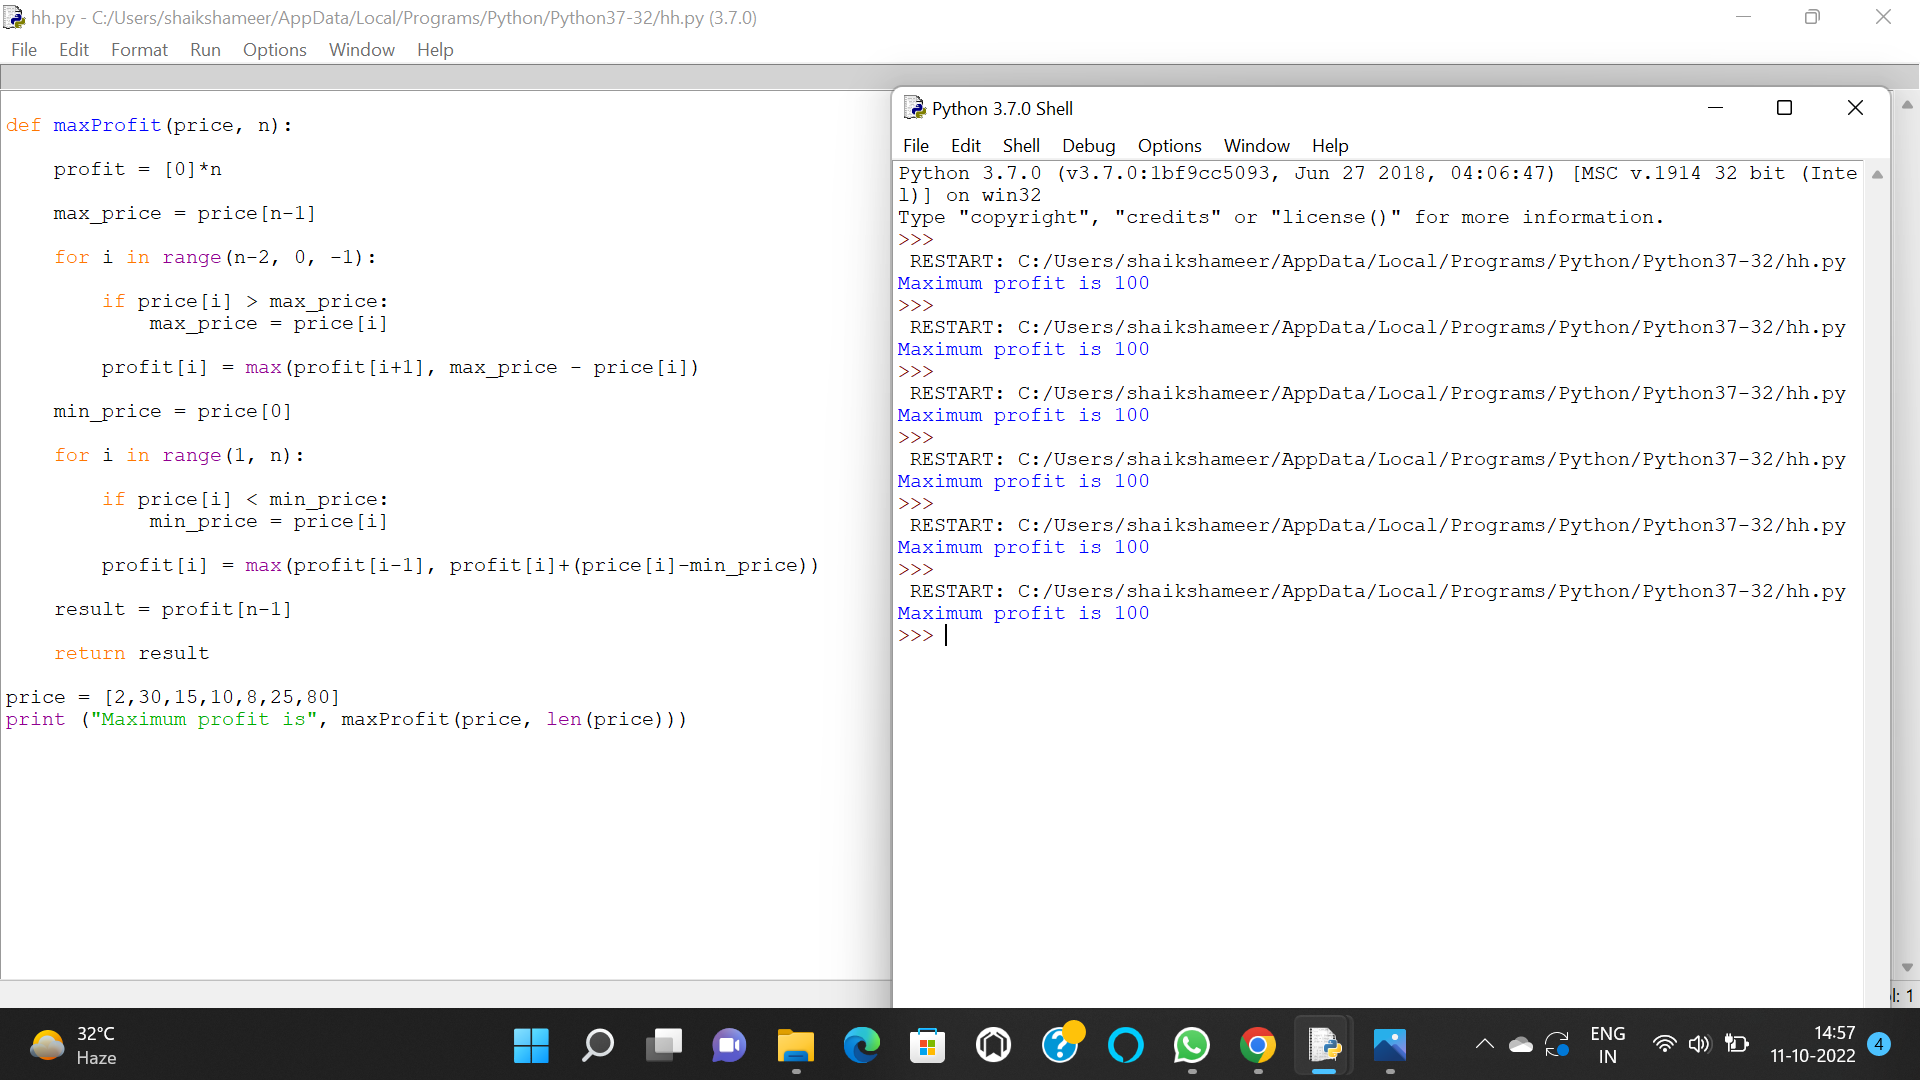 hh.py - C:/Users/shaikshameer/AppData/Local/Programs/Python/Python37-32/hh.py (3.7.0)
File Edit Format Run Options Window Help
def maxProfit(price, n):
    profit = [0]*n
    max_price = price[n-1]
    for i in range(n-2, 0, -1):
        if price[i] > max_price:
            max_price = price[i]
        profit[i] = max(profit[i+1], max_price - price[i])
    min_price = price[0]
    for i in range(1, n):
        if price[i] < min_price:
            min_price = price[i]
        profit[i] = max(profit[i-1], profit[i]+(price[i]-min_price))
    result = profit[n-1]
    return result
price = [2,30,15,10,8,25,80]
print ("Maximum profit is", maxProfit(price, len(price)))
Python 3.7.0 Shell
File Edit Shell Debug Options Window Help
Python 3.7.0 (v3.7.0:1bf9cc5093, Jun 27 2018, 04:06:47) [MSC v.1914 32 bit (Inte
l)] on win32
Type "copyright", "credits" or "license()" for more information.
>>>
 RESTART: C:/Users/shaikshameer/AppData/Local/Programs/Python/Python37-32/hh.py
Maximum profit is 100
>>>
 RESTART: C:/Users/shaikshameer/AppData/Local/Programs/Python/Python37-32/hh.py
Maximum profit is 100
>>>
 RESTART: C:/Users/shaikshameer/AppData/Local/Programs/Python/Python37-32/hh.py
Maximum profit is 100
>>>
 RESTART: C:/Users/shaikshameer/AppData/Local/Programs/Python/Python37-32/hh.py
Maximum profit is 100
>>>
 RESTART: C:/Users/shaikshameer/AppData/Local/Programs/Python/Python37-32/hh.py
Maximum profit is 100
>>>
 RESTART: C:/Users/shaikshameer/AppData/Local/Programs/Python/Python37-32/hh.py
Maximum profit is 100
>>>
l: 1
32°C
Haze
ENG
IN
14:57
11-10-2022
4